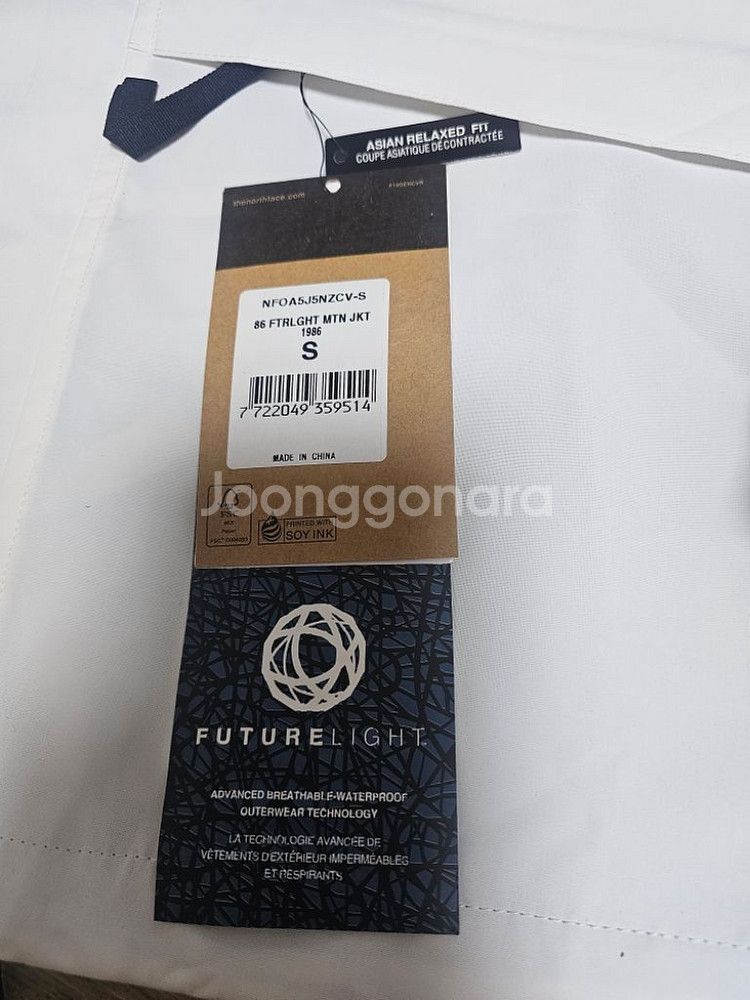 ASIAN RELAXED FIT
COUPE ASIATIQUE DÉCONTRACTÉE
thenorthface.com
NF0A5J5NZCV-S
86 FTRLGHT MTN JKT
1986
S
7 722049 359514
MADE IN CHINA
Joonggonara
FSC
PRINTED WITH
SOY INK
FUTURELIGHT
ADVANCED BREATHABLE-WATERPROOF
OUTERWEAR TECHNOLOGY
LA TECHNOLOGIE AVANCÉE DE
VÊTEMENTS D'EXTÉRIEUR IMPERMÉABLES
ET RESPIRANTS